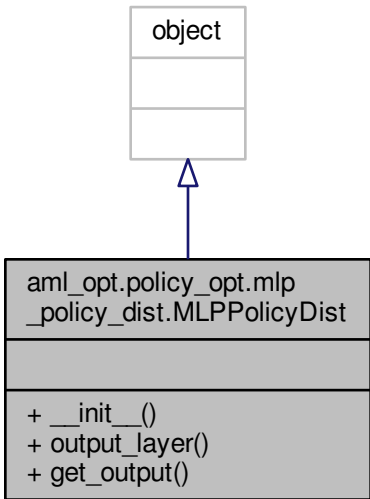 object
aml_opt.policy_opt.mlp
_policy_dist.MLPPolicyDist
+ __init__()
+ output_layer()
+ get_output()